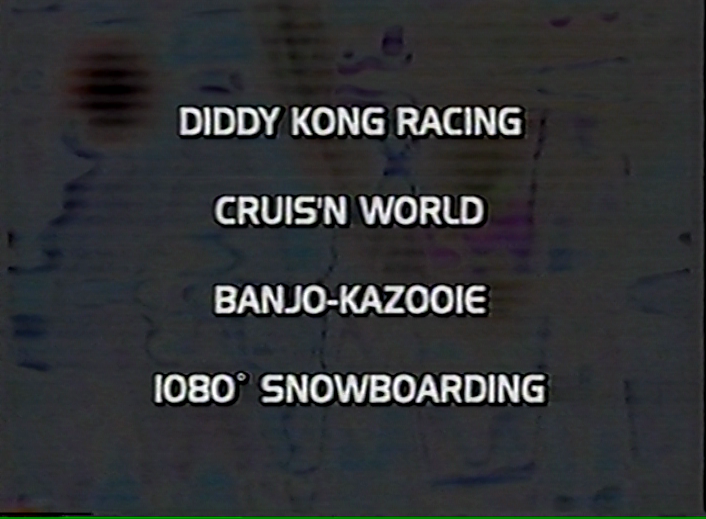 DIDDY KONG RACING
CRUIS'N WORLD
BANJO-KAZOOIE
1080° SNOWBOARDING